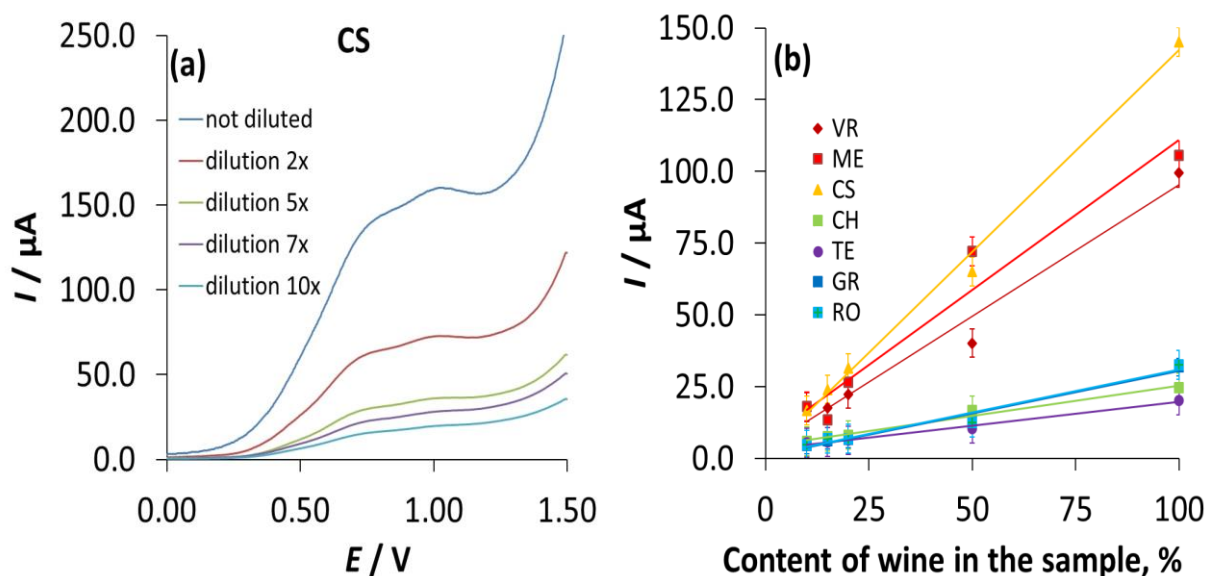 CS
(a)
250.0
200.0
150.0
100.0
50.0
0.0
I / µA
not diluted
dilution 2x
dilution 5x
dilution 7x
dilution 10x
0.00 0.50 1.00 1.50
E / V
(b)
150.0
125.0
100.0
75.0
50.0
25.0
0.0
I / µA
VR
ME
CS
CH
TE
GR
RO
0 25 50 75 100
Content of wine in the sample, %